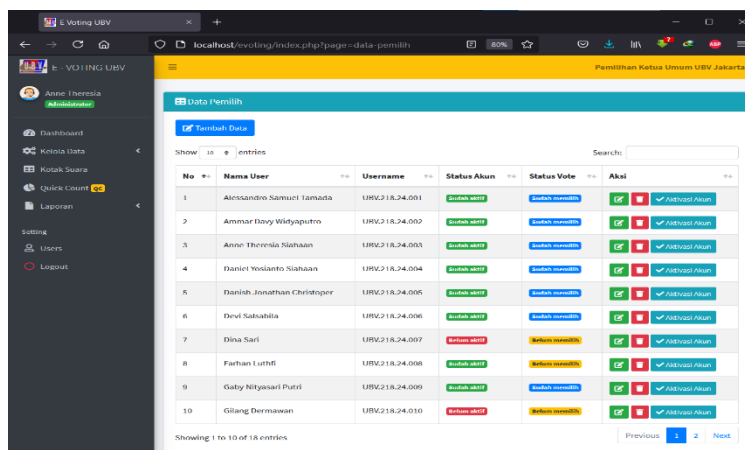 E Voting UBV
localhost/evoting/index.php?page=data-pemilih
80%
E - VOTING UBV
Pemilihan Ketua Umum UBV Jakarta
Anne Theresia
Administrator
Data Pemilih
Tambah Data
Dashboard
Kelola Data
Kotak Suara
Quick Count QC
Laporan
Setting
Users
Logout
Show 10 entries
Search:
No Nama User Username Status Akun Status Vote Aksi
1 Alessandro Samuel Tamada UBV.218.24.001 Sudah aktif Sudah memilih Aktivasi Akun
2 Ammar Davy Widyaputro UBV.218.24.002 Sudah aktif Sudah memilih Aktivasi Akun
3 Anne Theresia Siahaan UBV.218.24.003 Sudah aktif Sudah memilih Aktivasi Akun
4 Daniel Yosianto Siahaan UBV.218.24.004 Sudah aktif Sudah memilih Aktivasi Akun
5 Danish Jonathan Christoper UBV.218.24.005 Sudah aktif Sudah memilih Aktivasi Akun
6 Devi Salsabila UBV.218.24.006 Sudah aktif Sudah memilih Aktivasi Akun
7 Dina Sari UBV.218.24.007 Belum aktif Belum memilih Aktivasi Akun
8 Farhan Luthfi UBV.218.24.008 Sudah aktif Belum memilih Aktivasi Akun
9 Gaby Nityasari Putri UBV.218.24.009 Sudah aktif Sudah memilih Aktivasi Akun
10 Gilang Dermawan UBV.218.24.010 Belum aktif Belum memilih Aktivasi Akun
Showing 1 to 10 of 18 entries
Previous 1 2 Next